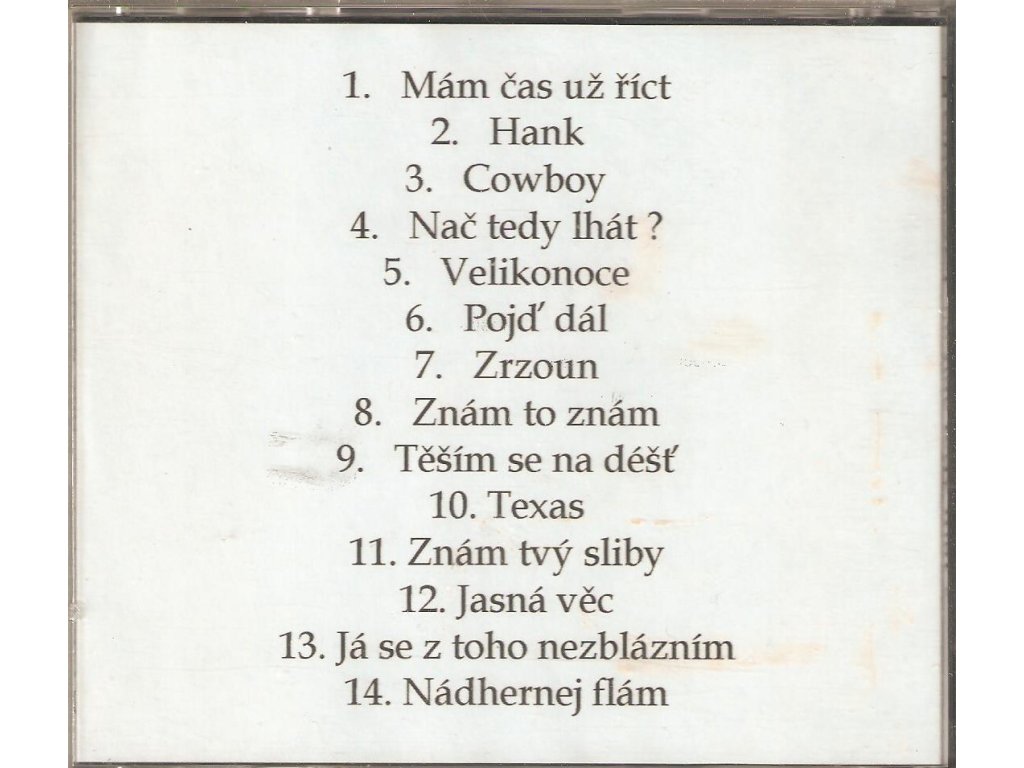 1. Mám čas už říct
2. Hank
3. Cowboy
4. Nač tedy lhát ?
5. Velikonoce
6. Pojď dál
7. Zrzoun
8. Znám to znám
9. Těším se na déšť
10. Texas
11. Znám tvý sliby
12. Jasná věc
13. Já se z toho nezblázním
14. Nádhernej flám